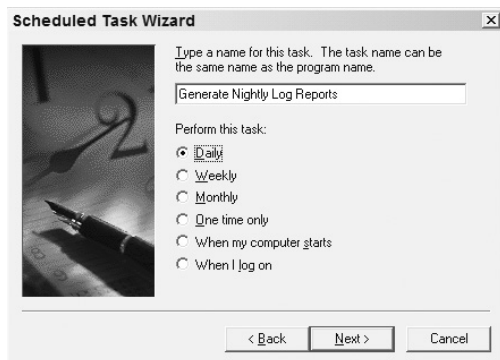 Scheduled Task Wizard
Type a name for this task. The task name can be
the same name as the program name.
Generate Nightly Log Reports
Perform this task:
Daily
Weekly
Monthly
One time only
When my computer starts
When I log on
< Back
Next >
Cancel